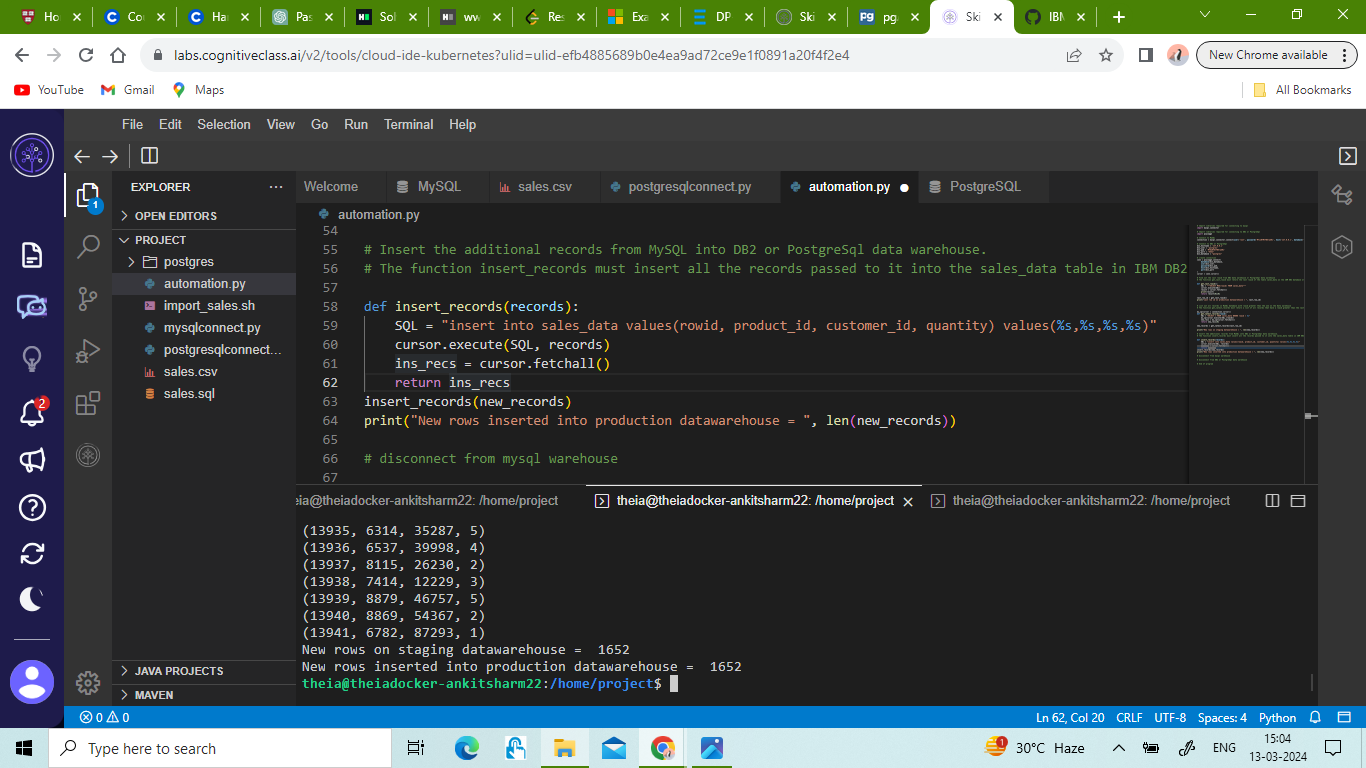 Ho
Co
Ha
Pas
Sol
ww
Res
Exa
DP
Ski
pg
Ski
IBM
labs.cognitiveclass.ai/v2/tools/cloud-ide-kubernetes?ulid=ulid-efb4885689b0e4ea9ad72ce9e1f0891a20f4f2e4
New Chrome available
YouTube
Gmail
Maps
All Bookmarks
File Edit Selection View Go Run Terminal Help
EXPLORER
OPEN EDITORS
PROJECT
postgres
automation.py
import_sales.sh
mysqlconnect.py
postgresqlconnect...
sales.csv
sales.sql
JAVA PROJECTS
MAVEN
1
2
Welcome
MySQL
sales.csv
postgresqlconnect.py
automation.py
PostgreSQL
automation.py
54
55 # Insert the additional records from MySQL into DB2 or PostgreSql data warehouse.
56 # The function insert_records must insert all the records passed to it into the sales_data table in IBM DB2
57
58 def insert_records(records):
59 SQL = "insert into sales_data values(rowid, product_id, customer_id, quantity) values(%s,%s,%s,%s)"
60 cursor.execute(SQL, records)
61 ins_recs = cursor.fetchall()
62 return ins_recs
63 insert_records(new_records)
64 print("New rows inserted into production datawarehouse = ", len(new_records))
65
66 # disconnect from mysql warehouse
67
eia@theiadocker-ankitsharm22: /home/project
theia@theiadocker-ankitsharm22: /home/project
theia@theiadocker-ankitsharm22: /home/project
(13935, 6314, 35287, 5)
(13936, 6537, 39998, 4)
(13937, 8115, 26230, 2)
(13938, 7414, 12229, 3)
(13939, 8879, 46757, 5)
(13940, 8869, 54367, 2)
(13941, 6782, 87293, 1)
New rows on staging datawarehouse =  1652
New rows inserted into production datawarehouse =  1652
theia@theiadocker-ankitsharm22:/home/project$
0 0
Ln 62, Col 20 CRLF UTF-8 Spaces: 4 Python
Type here to search
1
30°C Haze
ENG
15:04
13-03-2024